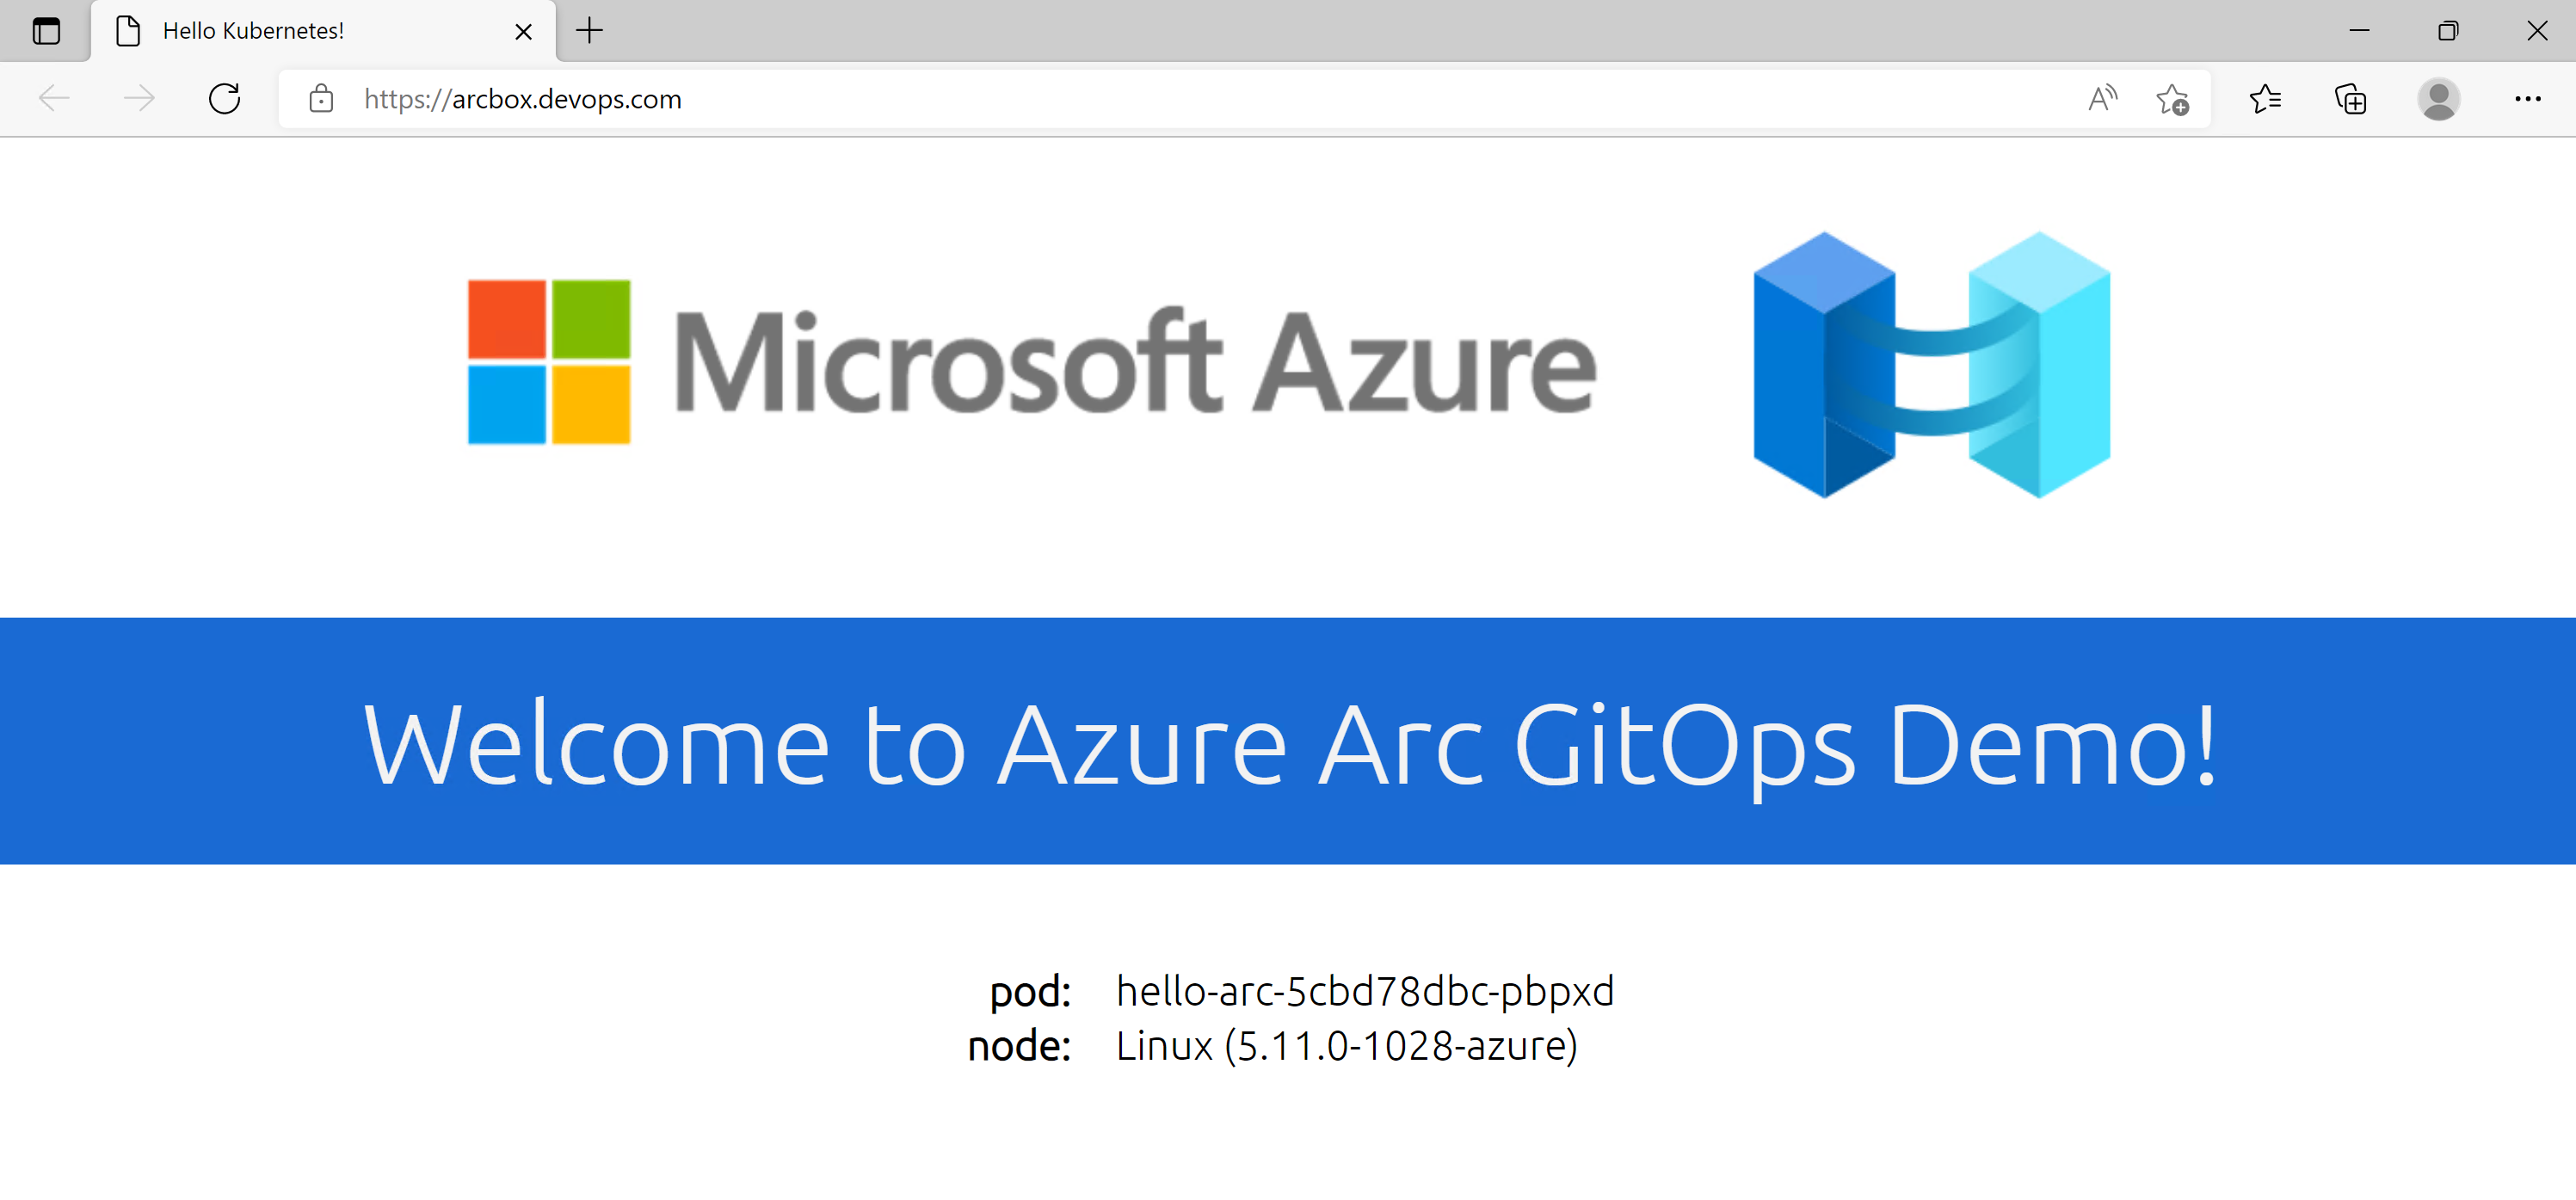 Hello Kubernetes!
https://arcbox.devops.com
Microsoft Azure
Welcome to Azure Arc GitOps Demo!
pod: hello-arc-5cbd78dbc-pbpxd
node: Linux (5.11.0-1028-azure)